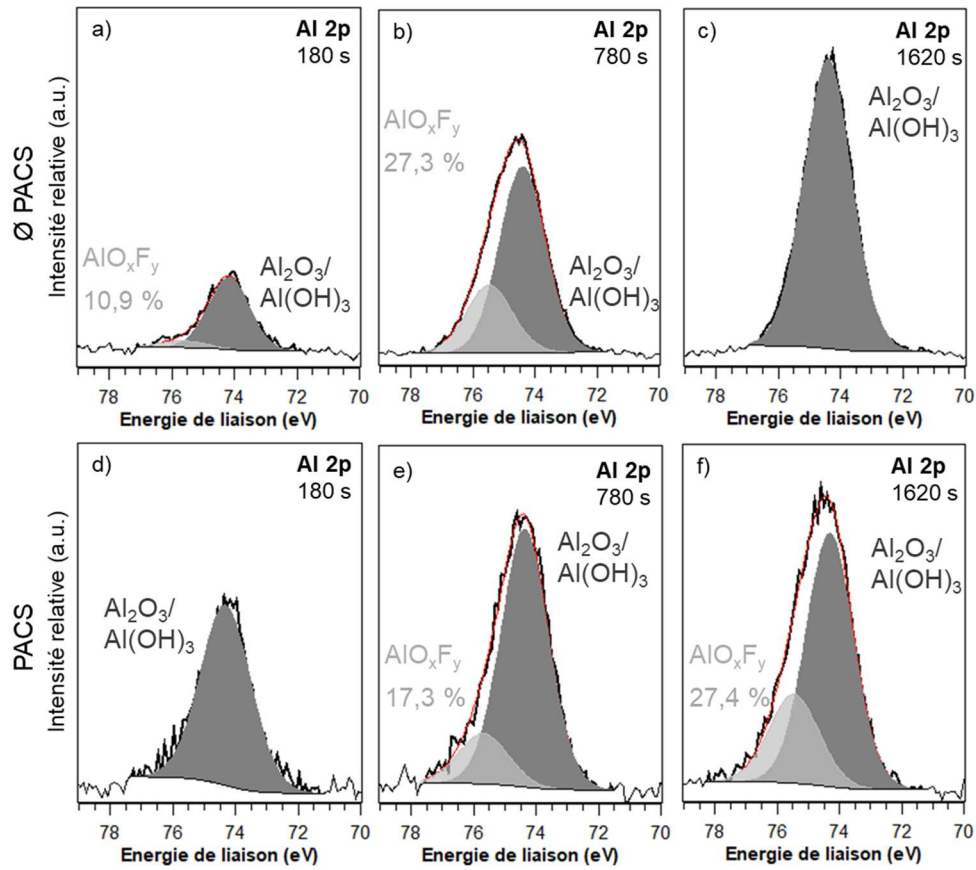 Ø PACS
Intensité relative (a.u.)
a)
Al 2p
180 s
AlOxFy
10,9 %
Al2O3/
Al(OH)3
78 76 74 72 70
Energie de liaison (eV)
b)
Al 2p
780 s
AlOxFy
27,3 %
Al2O3/
Al(OH)3
78 76 74 72 70
Energie de liaison (eV)
c)
Al 2p
1620 s
Al2O3/
Al(OH)3
78 76 74 72 70
Energie de liaison (eV)
PACS
Intensité relative (a.u.)
d)
Al 2p
180 s
Al2O3/
Al(OH)3
78 76 74 72 70
Energie de liaison (eV)
e)
Al 2p
780 s
Al2O3/
Al(OH)3
AlOxFy
17,3 %
78 76 74 72 70
Energie de liaison (eV)
f)
Al 2p
1620 s
Al2O3/
Al(OH)3
AlOxFy
27,4 %
78 76 74 72 70
Energie de liaison (eV)